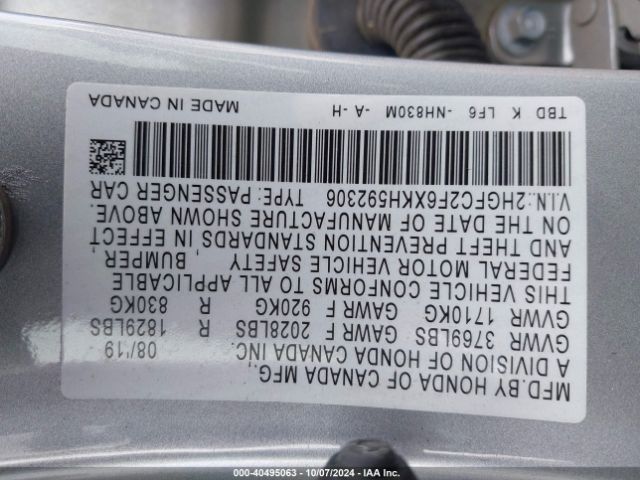 MFD.BY HONDA OF CANADA MFG.,
A DIVISION OF HONDA CANADA INC. 08/'19
GVWR 3769LBS GAWR F 2028LBS R 1829LBS
GVWR 1710KG GAWR F 920KG R 830KG
THIS VEHICLE CONFORMS TO ALL APPLICABLE
FEDERAL MOTOR VEHICLE SAFETY, BUMPER,
AND THEFT PREVENTION STANDARDS IN EFFECT
ON THE DATE OF MANUFACTURE SHOWN ABOVE.
V.I.N: 2HGFC2F6XKH592306 TYPE: PASSENGER CAR
TBD K LF6 -NH830M -A -H MADE IN CANADA
000-40495063 | 10/07/2024 | IAA Inc.